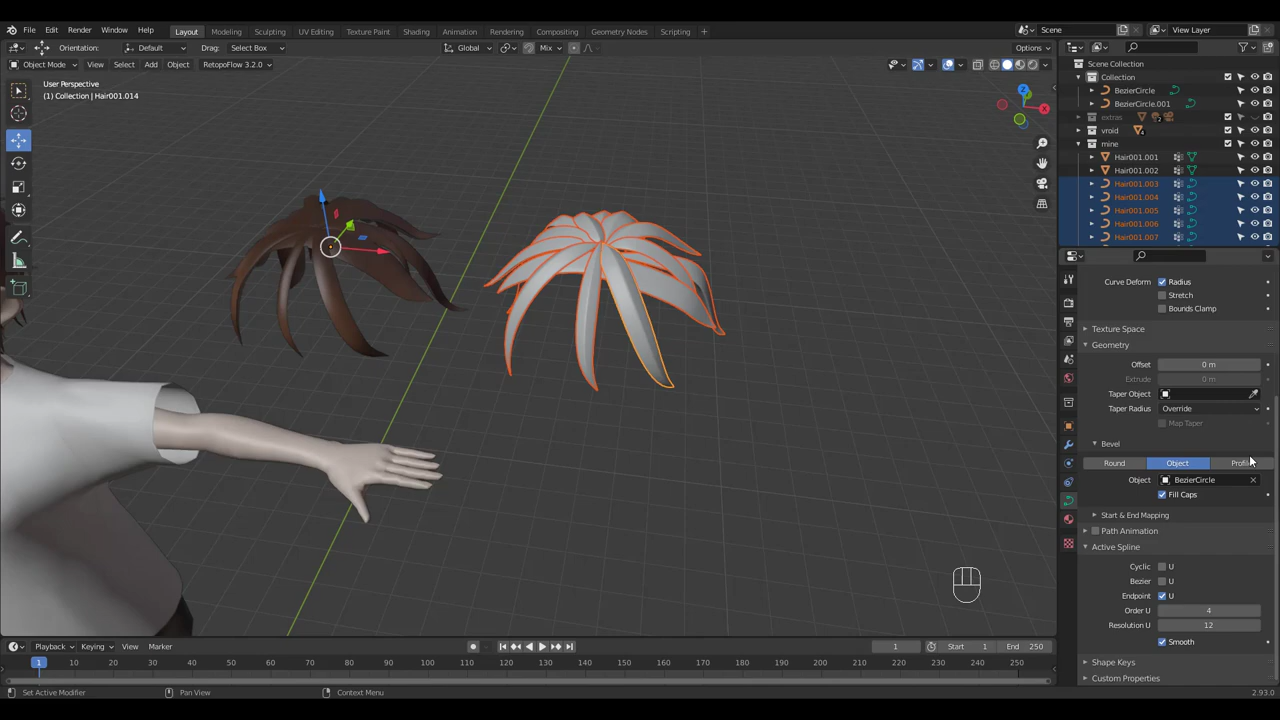 File Edit Render Window Help Layout Modeling Sculpting UV Editing Texture Paint Shading Animation Rendering Compositing Geometry Nodes Scripting Scene View Layer
Orientation: Default Drag: Select Box Global Mix Options
Object Mode View Select Add Object RetopoFlow 3.2.0
User Perspective
(1) Collection | Hair001.014
Z
X
Scene Collection
Collection
BezierCircle
BezierCircle.001
extras
vroid
mine
Hair001.001
Hair001.002
Hair001.003
Hair001.004
Hair001.005
Hair001.006
Hair001.007
Curve Deform Radius
Stretch
Bounds Clamp
Texture Space
Geometry
Offset 0 m
Extrude 0 m
Taper Object
Taper Radius Override
Map Taper
Bevel
Round Object Profile
Object BezierCircle
Fill Caps
Start & End Mapping
Path Animation
Active Spline
Cyclic U
Bezier U
Endpoint U
Order U 4
Resolution U 12
Smooth
Shape Keys
Custom Properties
Playback Keying View Marker 1 Start 1 End 250
1 10 20 30 40 50 60 70 80 90 100 110 120 130 140 150 160 170 180 190 200 210 220 230 240 250
Set Active Modifier Pan View Context Menu 2.93.0